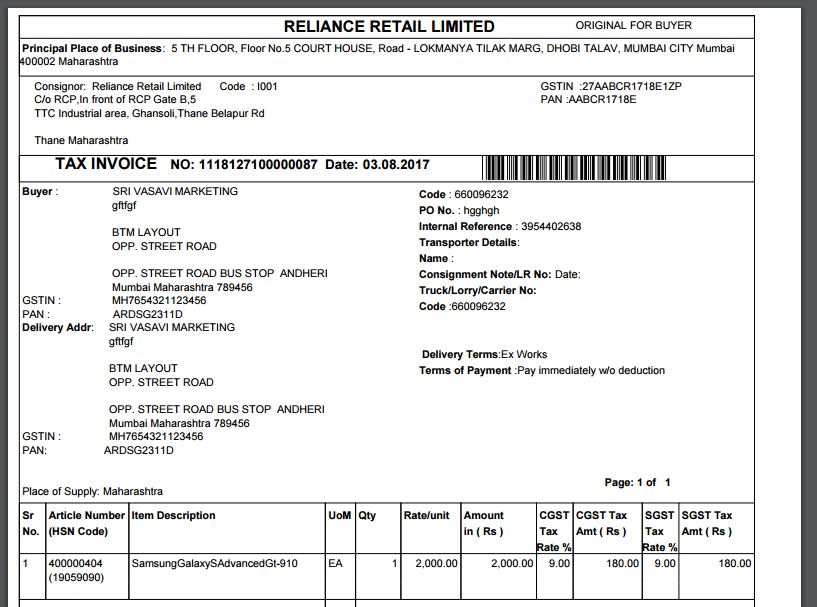 RELIANCE RETAIL LIMITED ORIGINAL FOR BUYER
Principal Place of Business: 5 TH FLOOR, Floor No.5 COURT HOUSE, Road - LOKMANYA TILAK MARG, DHOBI TALAV, MUMBAI CITY Mumbai
400002 Maharashtra
Consignor: Reliance Retail Limited Code : I001 GSTIN :27AABCR1718E1ZP
C/o RCP,In front of RCP Gate B,5 PAN :AABCR1718E
TTC Industrial area, Ghansoli,Thane Belapur Rd
Thane Maharashtra
TAX INVOICE NO: 1118127100000087 Date: 03.08.2017
Buyer : SRI VASAVI MARKETING
gftfgf
BTM LAYOUT
OPP. STREET ROAD
OPP. STREET ROAD BUS STOP ANDHERI
Mumbai Maharashtra 789456
GSTIN : MH7654321123456
PAN : ARDSG2311D
Delivery Addr: SRI VASAVI MARKETING
gftfgf
BTM LAYOUT
OPP. STREET ROAD
OPP. STREET ROAD BUS STOP ANDHERI
Mumbai Maharashtra 789456
GSTIN : MH7654321123456
PAN: ARDSG2311D
Code : 660096232
PO No. : hgghgh
Internal Reference : 3954402638
Transporter Details:
Name :
Consignment Note/LR No: Date:
Truck/Lorry/Carrier No:
Code :660096232
Delivery Terms:Ex Works
Terms of Payment :Pay immediately w/o deduction
Page: 1 of 1
Place of Supply: Maharashtra
Sr Article Number Item Description UoM Qty Rate/unit Amount CGST CGST Tax SGST SGST Tax
No. (HSN Code) in ( Rs ) Tax Amt ( Rs ) Tax Amt ( Rs )
Rate % Rate %
1 400000404 SamsungGalaxySAdvancedGt-910 EA 1 2,000.00 2,000.00 9.00 180.00 9.00 180.00
(19059090)